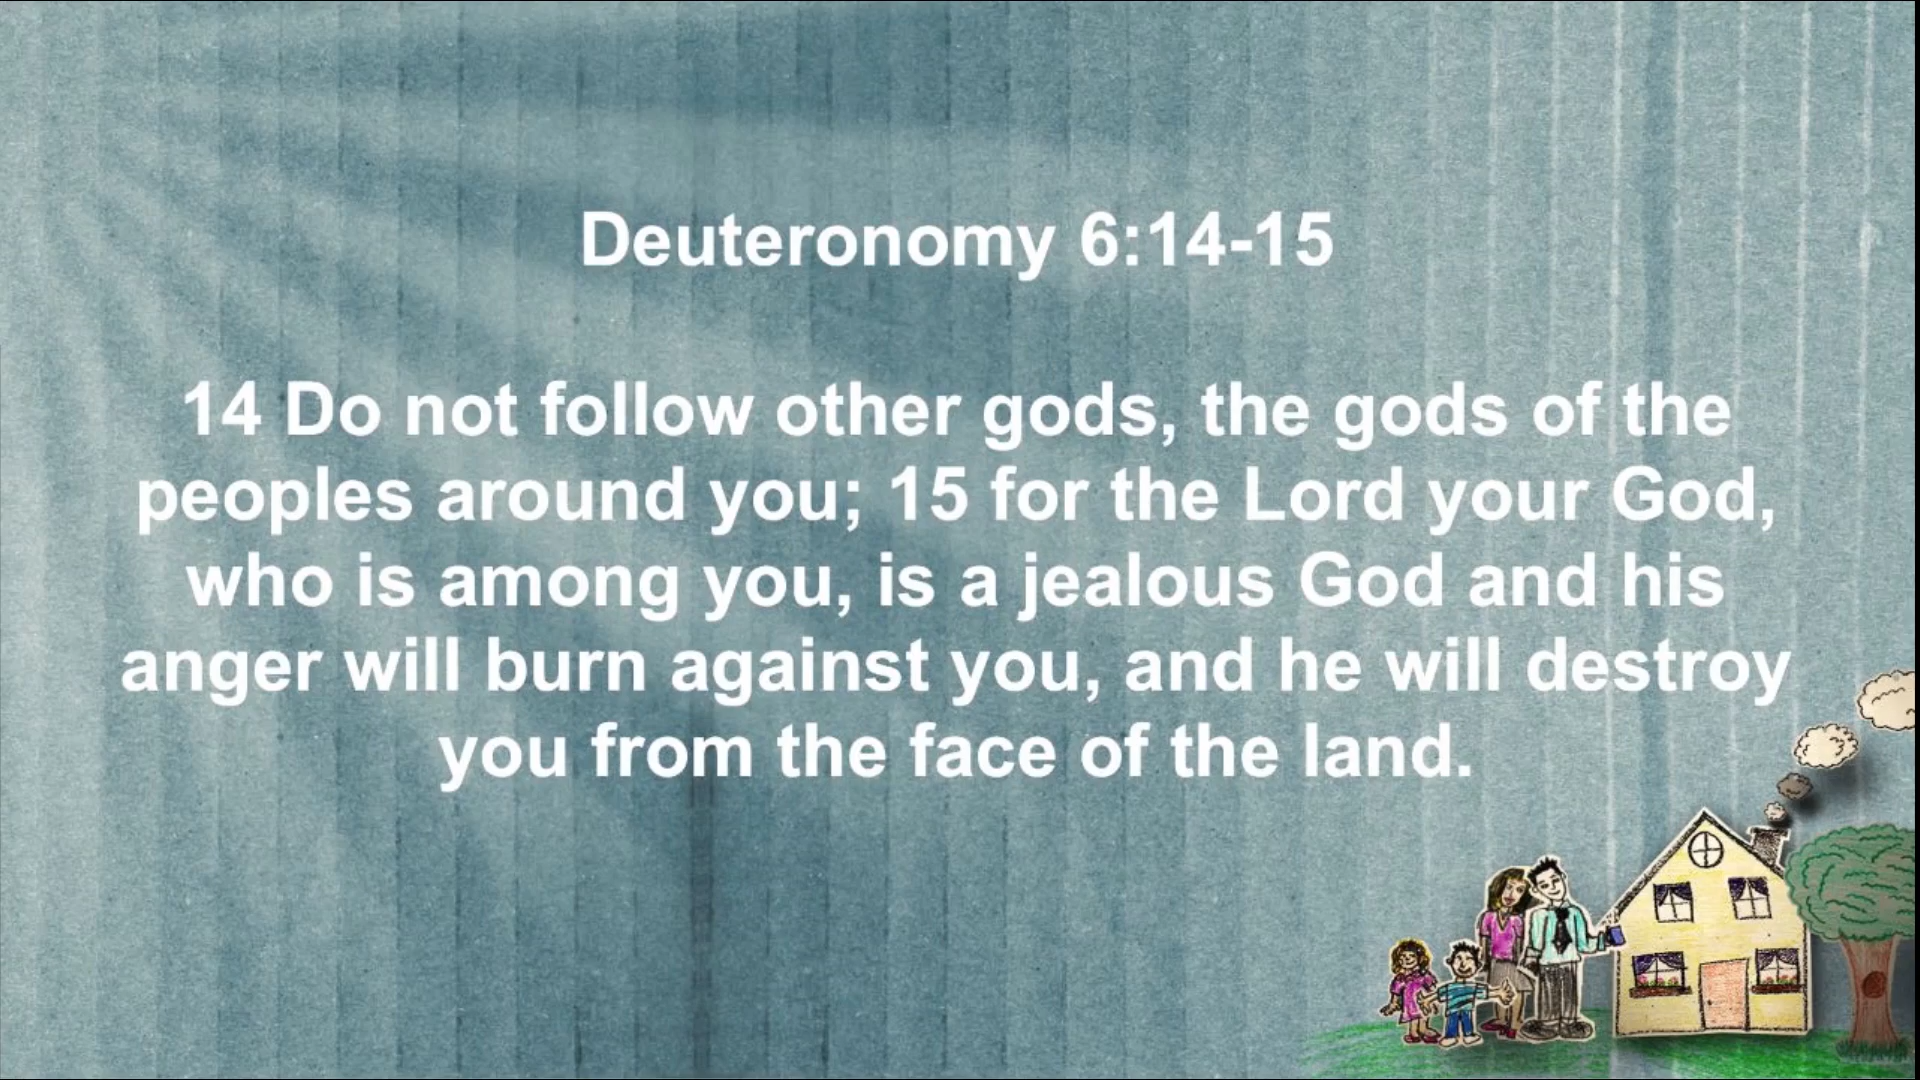 Deuteronomy 6:14-15
14 Do not follow other gods, the gods of the
peoples around you; 15 for the Lord your God,
who is among you, is a jealous God and his
anger will burn against you, and he will destroy
you from the face of the land.